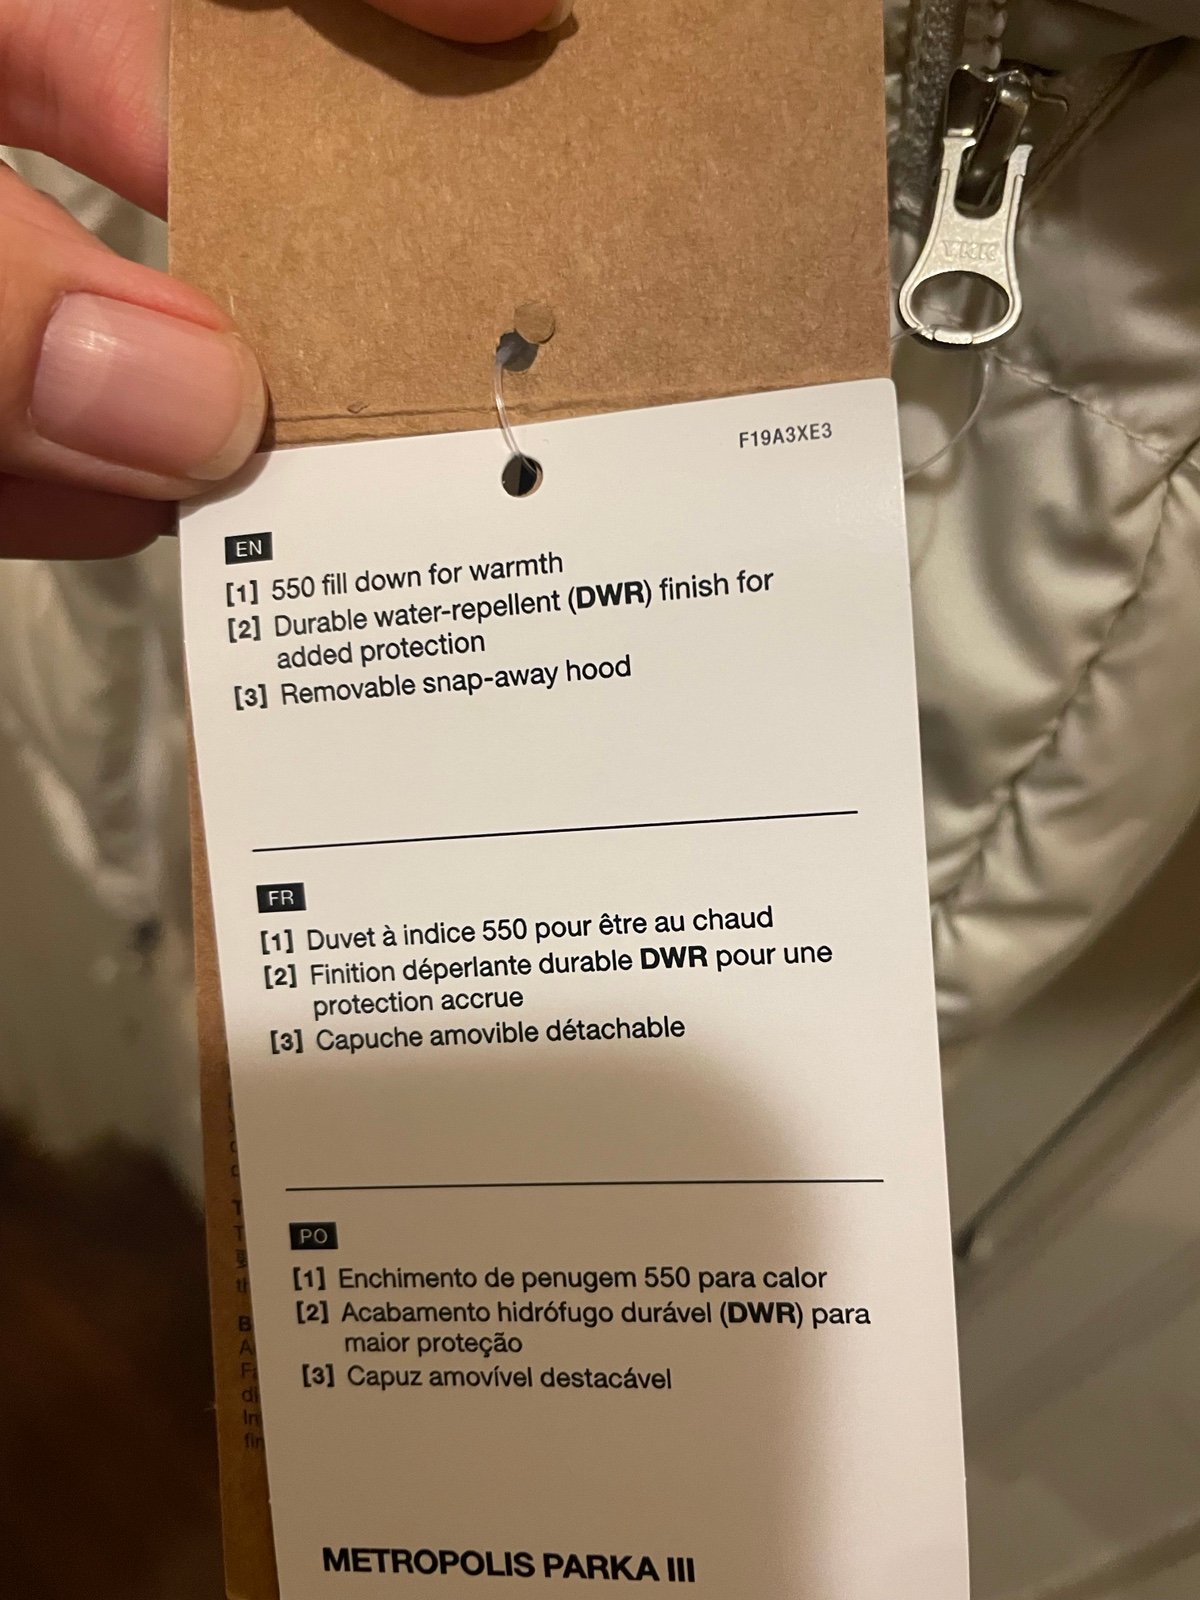 YKK
F19A3XE3
EN
[1] 550 fill down for warmth
[2] Durable water-repellent (DWR) finish for
added protection
[3] Removable snap-away hood
FR
[1] Duvet à indice 550 pour être au chaud
[2] Finition déperlante durable DWR pour une
protection accrue
[3] Capuche amovible détachable
PO
[1] Enchimento de penugem 550 para calor
[2] Acabamento hidrófugo durável (DWR) para
maior proteção
[3] Capuz amovível destacável
METROPOLIS PARKA III